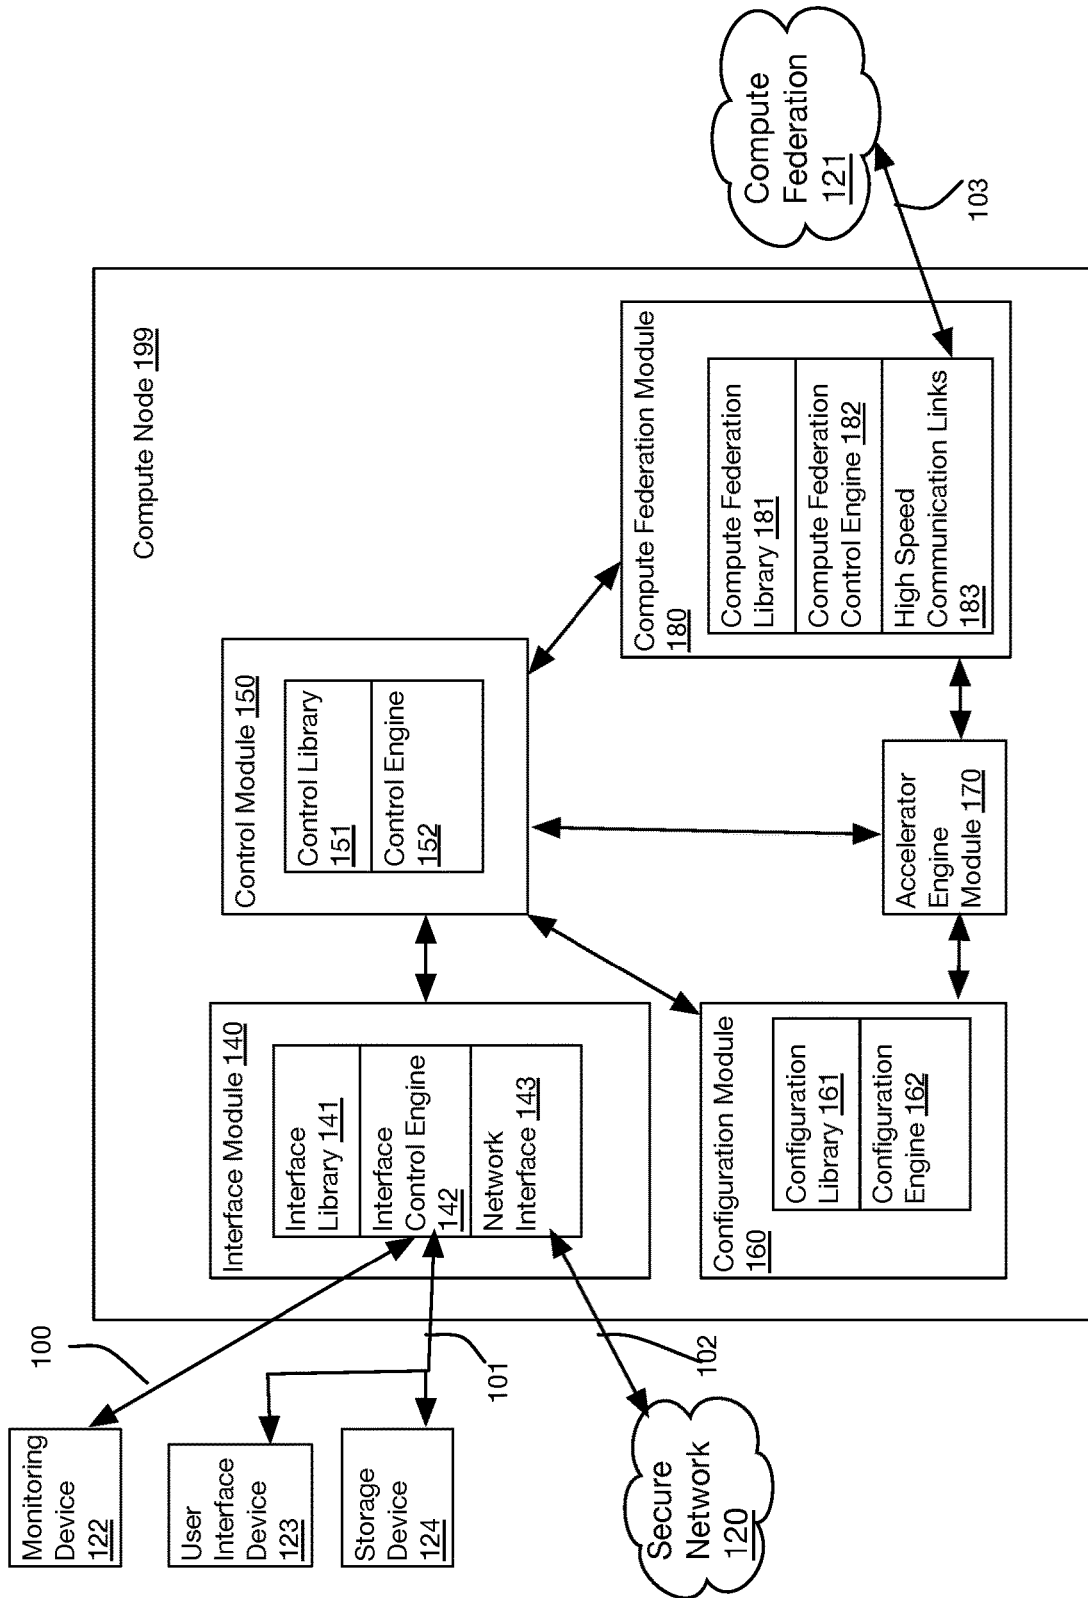 Compute Node 199
Monitoring
Device
122
User
Interface
Device
123
Storage
Device
124
Secure
Network
120
100
101
102
Interface Module 140
Interface
Library 141
Interface
Control Engine
142
Network
Interface 143
Control Module 150
Control Library
151
Control Engine
152
Configuration Module
160
Configuration
Library 161
Configuration
Engine 162
Accelerator
Engine
Module 170
Compute Federation Module
180
Compute Federation
Library 181
Compute Federation
Control Engine 182
High Speed
Communication Links
183
Compute
Federation
121
103